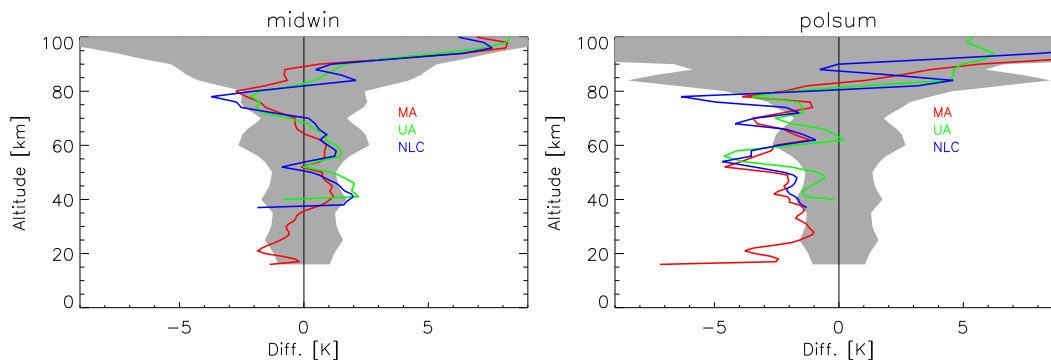 midwin
100
80
60
40
20
0
Altitude [km]
MA
UA
NLC
−5
0
5
Diff. [K]
polsum
100
80
60
40
20
0
Altitude [km]
MA
UA
NLC
−5
0
5
Diff. [K]